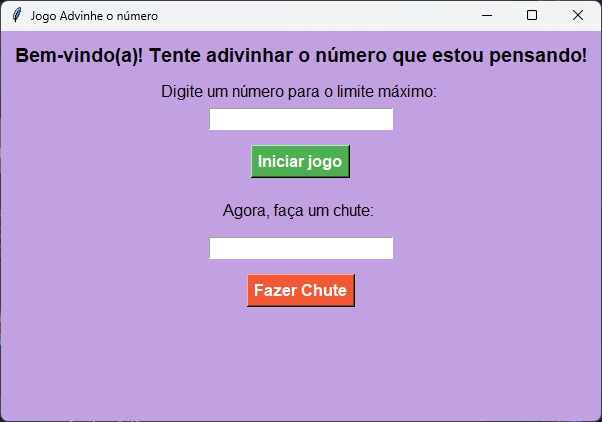 Jogo Advinhe o número
Bem-vindo(a)! Tente adivinhar o número que estou pensando!
Digite um número para o limite máximo:
Iniciar jogo
Agora, faça um chute:
Fazer Chute